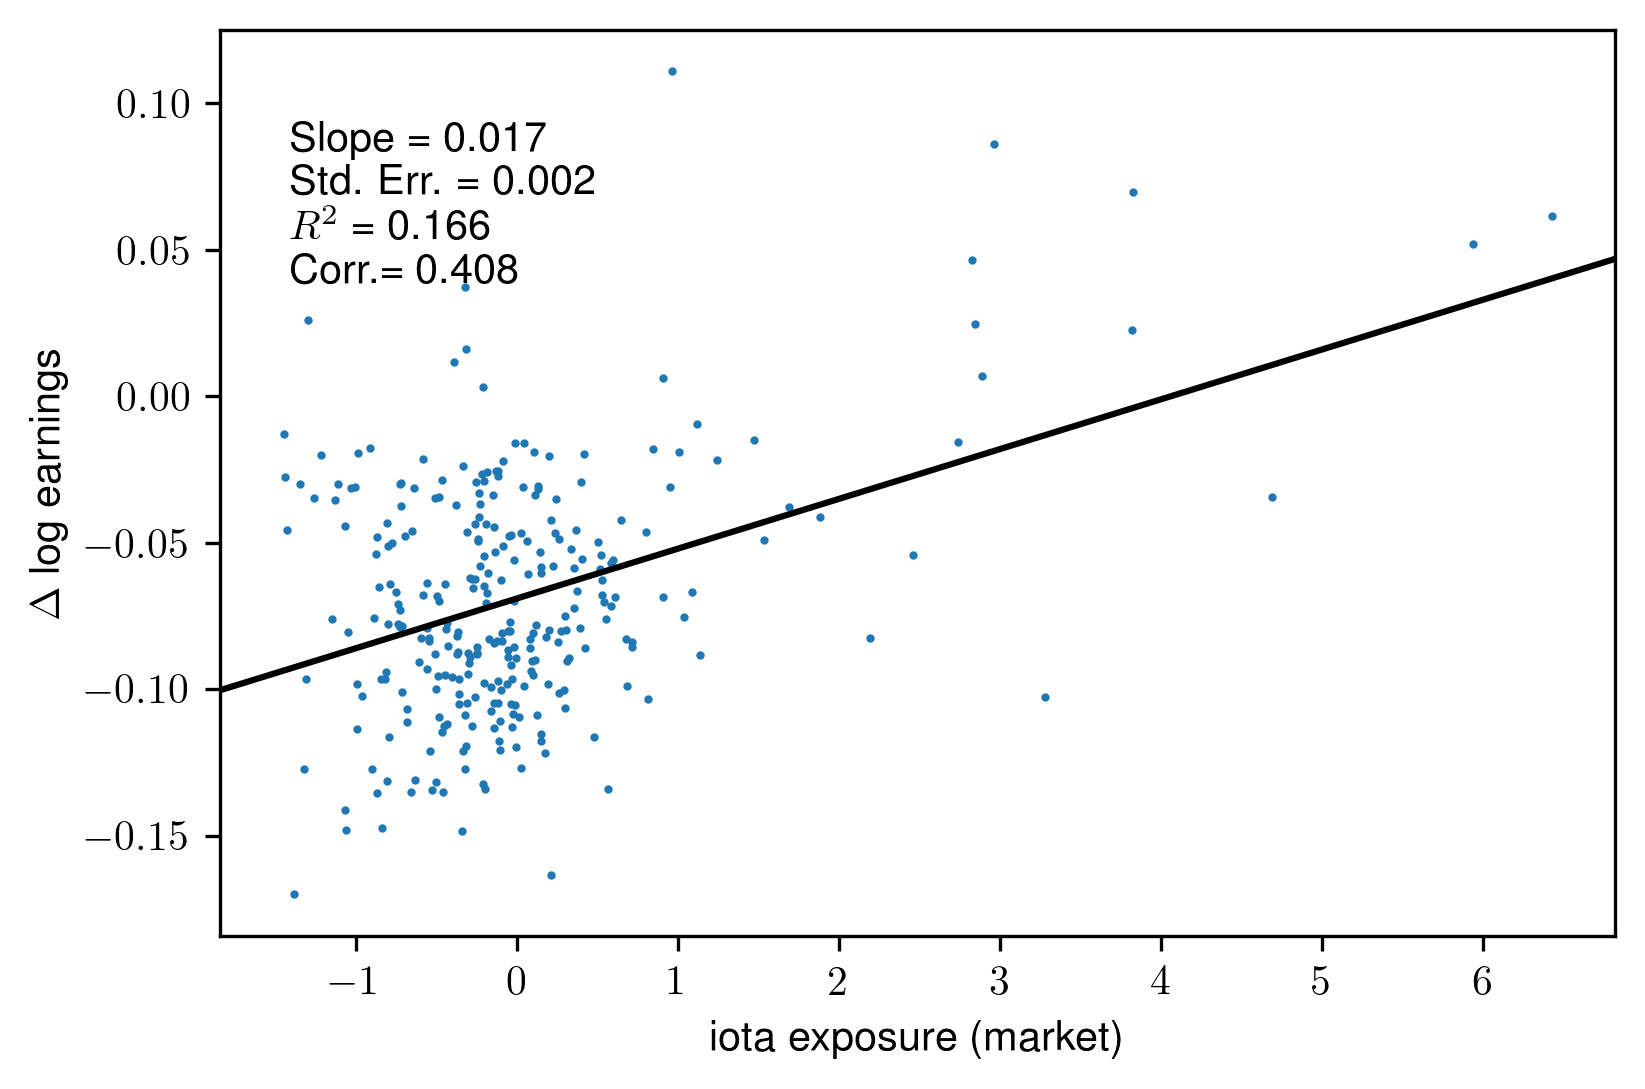 0.10
0.05
0.00
−0.05
−0.10
−0.15
Δ log earnings
Slope = 0.017
Std. Err. = 0.002
R² = 0.166
Corr.= 0.408
−1 0 1 2 3 4 5 6
iota exposure (market)